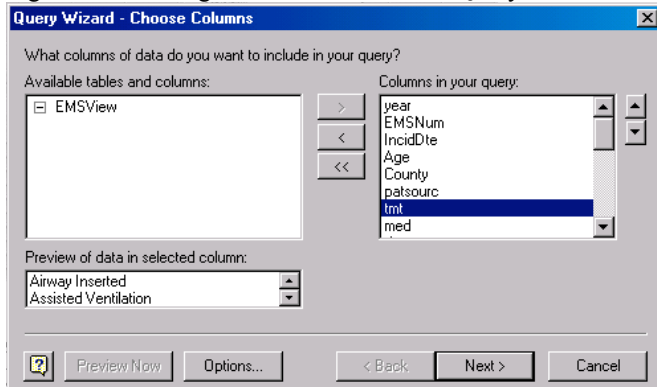 Query Wizard - Choose Columns
What columns of data do you want to include in your query?
Available tables and columns:
EMSView
>
<
<<
Columns in your query:
year
EMSNum
IncidDte
Age
County
patsourc
tmt
med
Preview of data in selected column:
Airway Inserted
Assisted Ventilation
Preview Now
Options...
< Back
Next >
Cancel